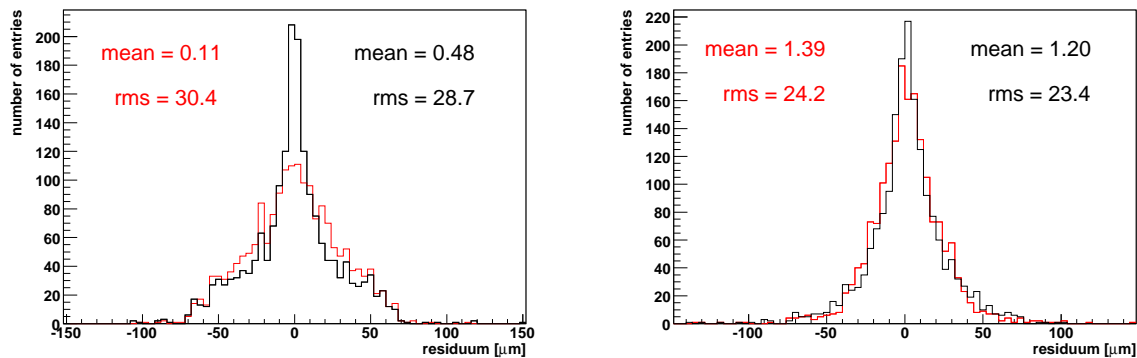 number of entries
200
180
160
140
120
100
80
60
40
20
0
mean = 0.11
mean = 0.48
rms = 30.4
rms = 28.7
-150
-100
-50
0
50
100
150
residuum [μm]
number of entries
220
200
180
160
140
120
100
80
60
40
20
0
mean = 1.39
mean = 1.20
rms = 24.2
rms = 23.4
-100
-50
0
50
100
residuum [μm]